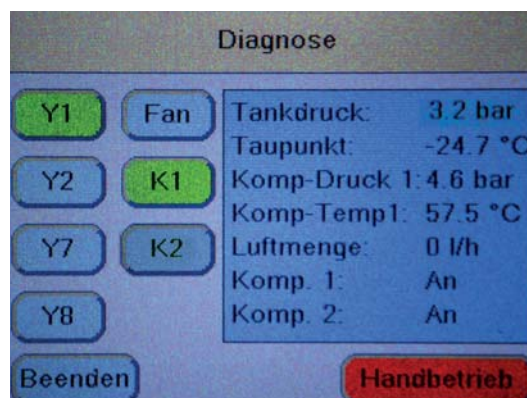 Diagnose
Y1 Fan
Y2 K1
Y7 K2
Y8
Tankdruck: 3.2 bar
Taupunkt: -24.7 °C
Komp-Druck 1: 4.6 bar
Komp-Temp1: 57.5 °C
Luftmenge: 0 l/h
Komp. 1: An
Komp. 2: An
Beenden Handbetrieb